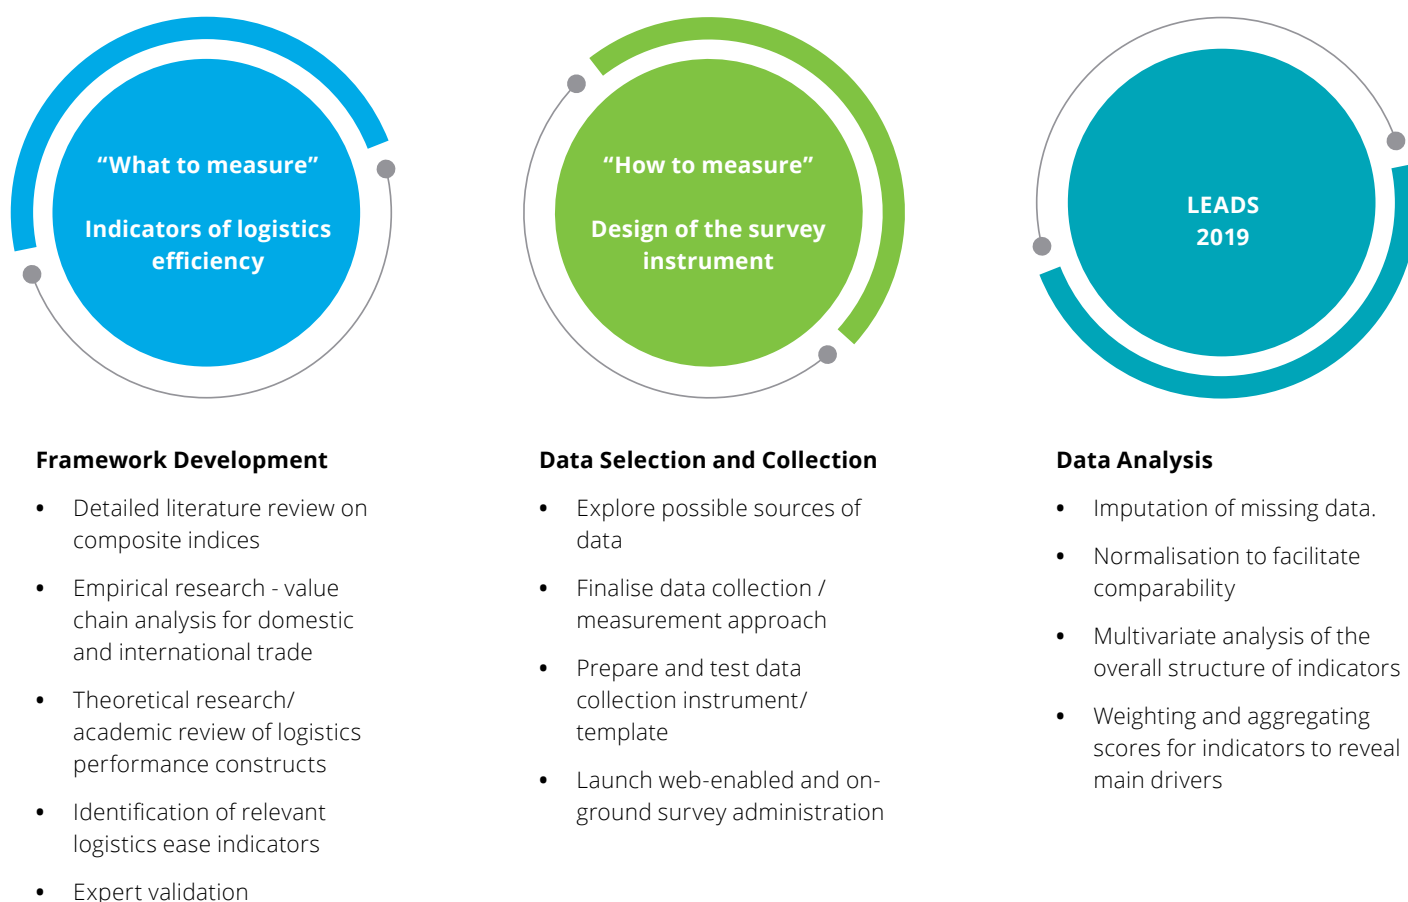 “What to measure”
Indicators of logistics
efficiency
“How to measure”
Design of the survey
instrument
LEADS
2019
Framework Development
• Detailed literature review on
composite indices
• Empirical research - value
chain analysis for domestic
and international trade
• Theoretical research/
academic review of logistics
performance constructs
• Identification of relevant
logistics ease indicators
• Expert validation
Data Selection and Collection
• Explore possible sources of
data
• Finalise data collection /
measurement approach
• Prepare and test data
collection instrument/
template
• Launch web-enabled and on-
ground survey administration
Data Analysis
• Imputation of missing data.
• Normalisation to facilitate
comparability
• Multivariate analysis of the
overall structure of indicators
• Weighting and aggregating
scores for indicators to reveal
main drivers